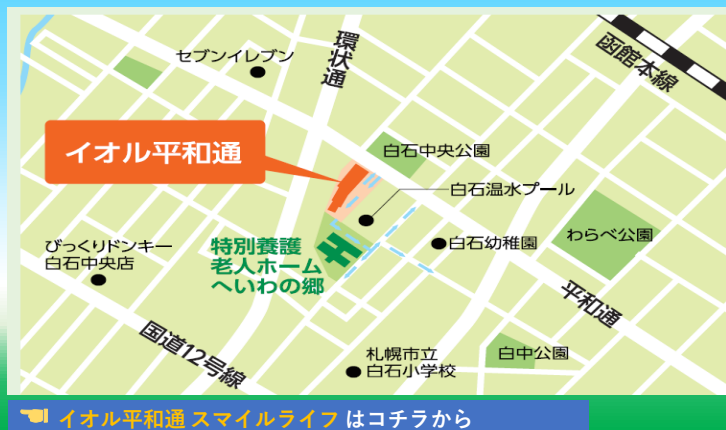 セブンイレブン
環状通
函館本線
イオル平和通
白石中央公園
白石温水プール
びっくりドンキー
白石中央店
特別養護
老人ホーム
へいわの郷
白石幼稚園
わらべ公園
平和通
国道12号線
札幌市立
白石小学校
白中公園
イオル平和通 スマイルライフ はコチラから